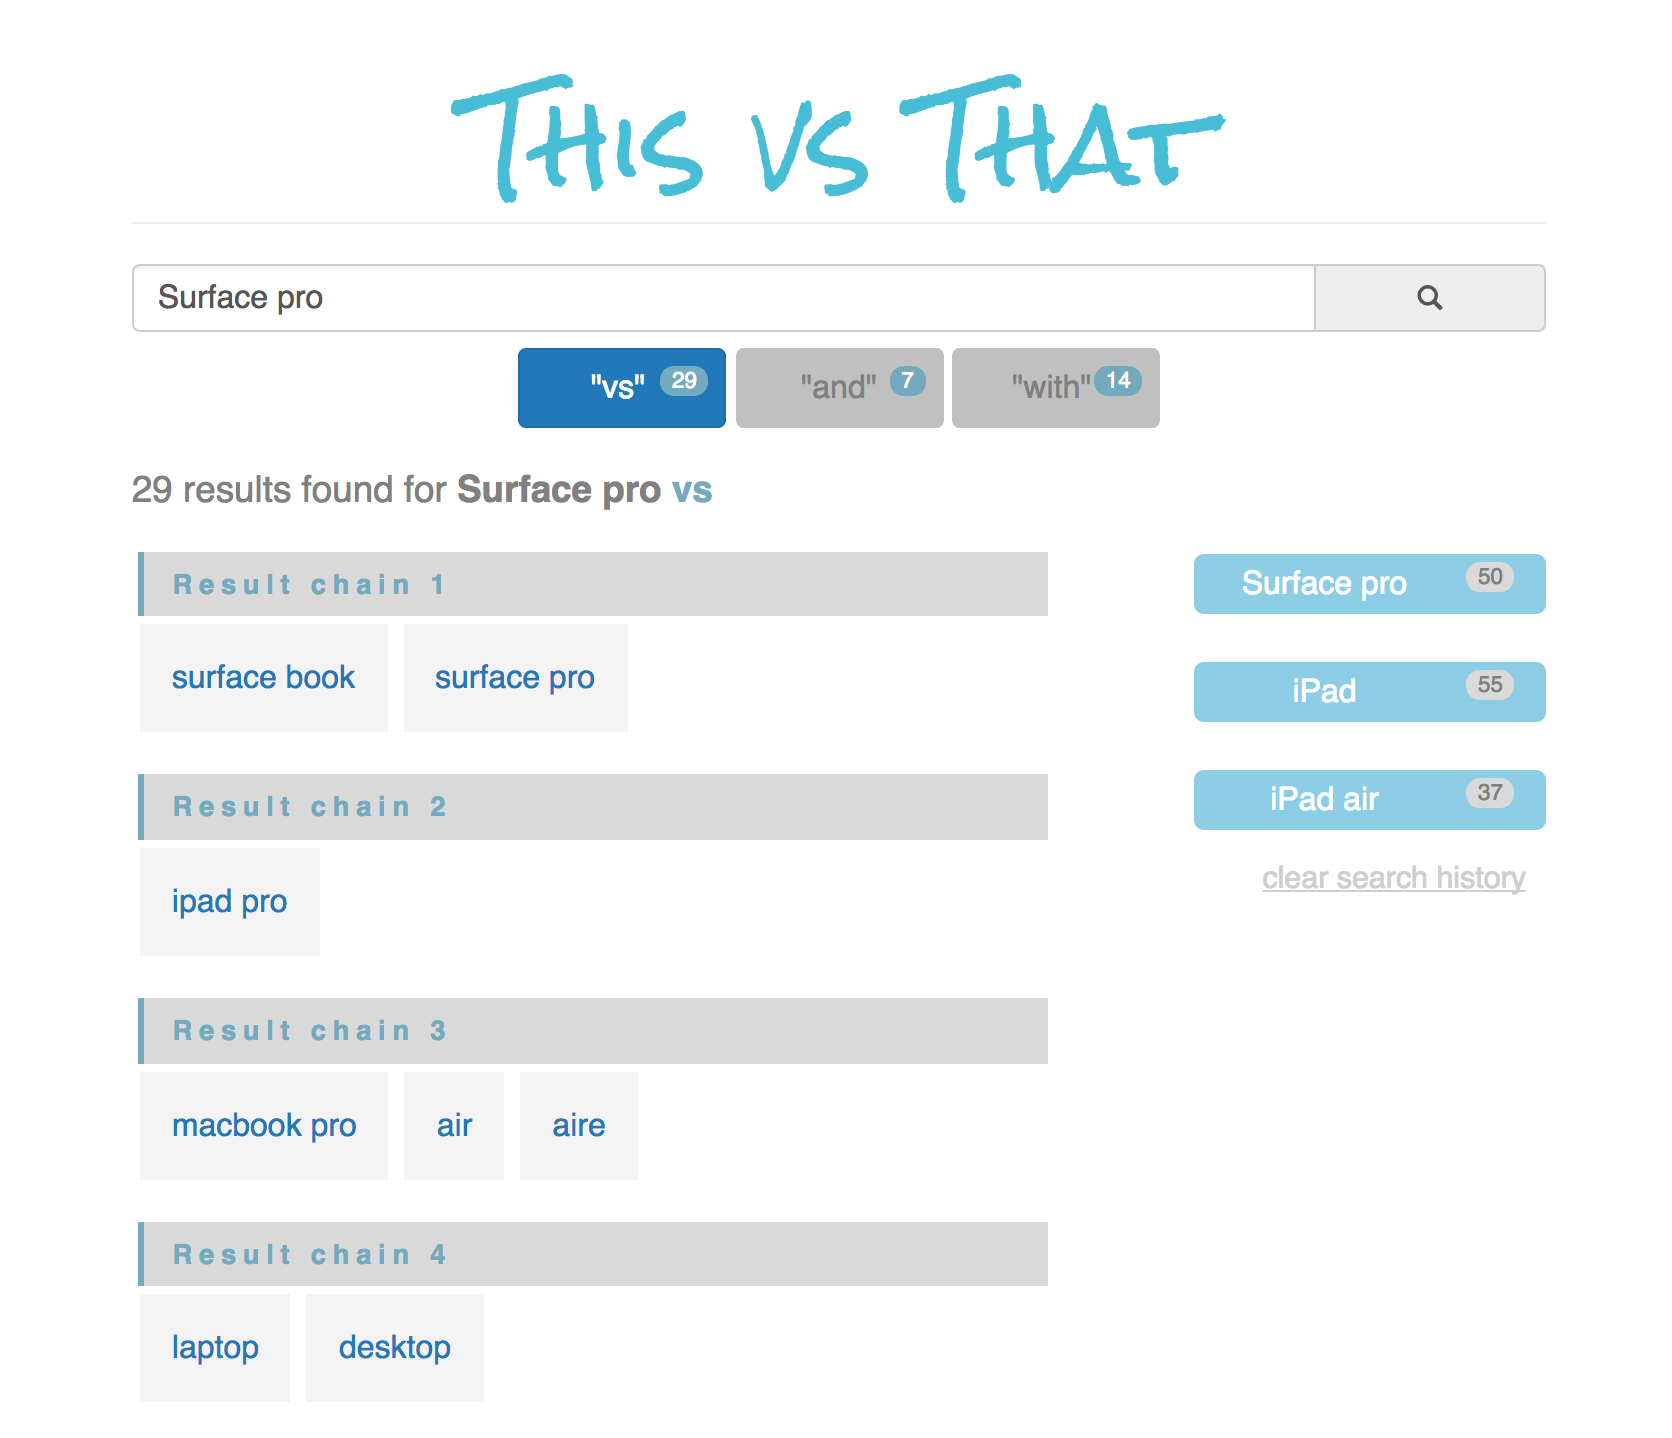 This vs That
Surface pro
"vs" 29 "and" 7 "with" 14
29 results found for Surface pro vs
Result chain 1
surface book surface pro
Result chain 2
ipad pro
Result chain 3
macbook pro air aire
Result chain 4
laptop desktop
Surface pro 50
iPad 55
iPad air 37
clear search history